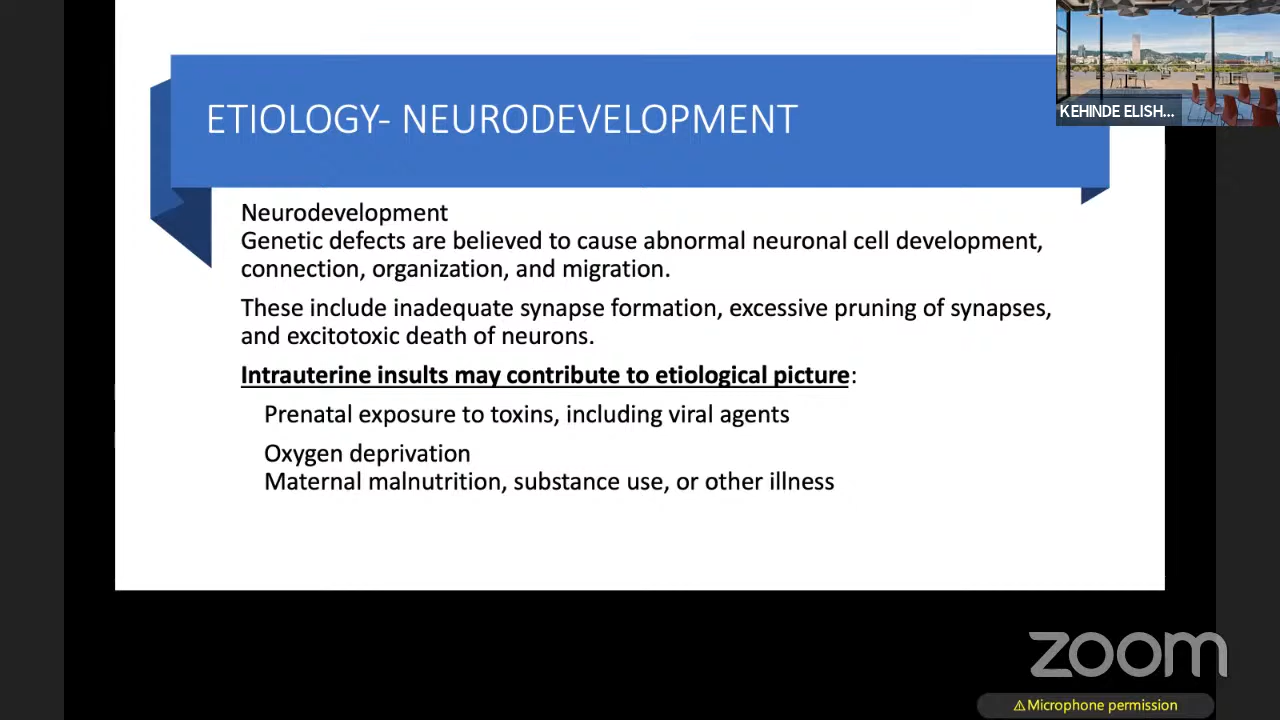 ETIOLOGY- NEURODEVELOPMENT
KEHINDE ELISH...
Neurodevelopment
Genetic defects are believed to cause abnormal neuronal cell development,
connection, organization, and migration.
These include inadequate synapse formation, excessive pruning of synapses,
and excitotoxic death of neurons.
Intrauterine insults may contribute to etiological picture:
Prenatal exposure to toxins, including viral agents
Oxygen deprivation
Maternal malnutrition, substance use, or other illness
zoom
⚠Microphone permission